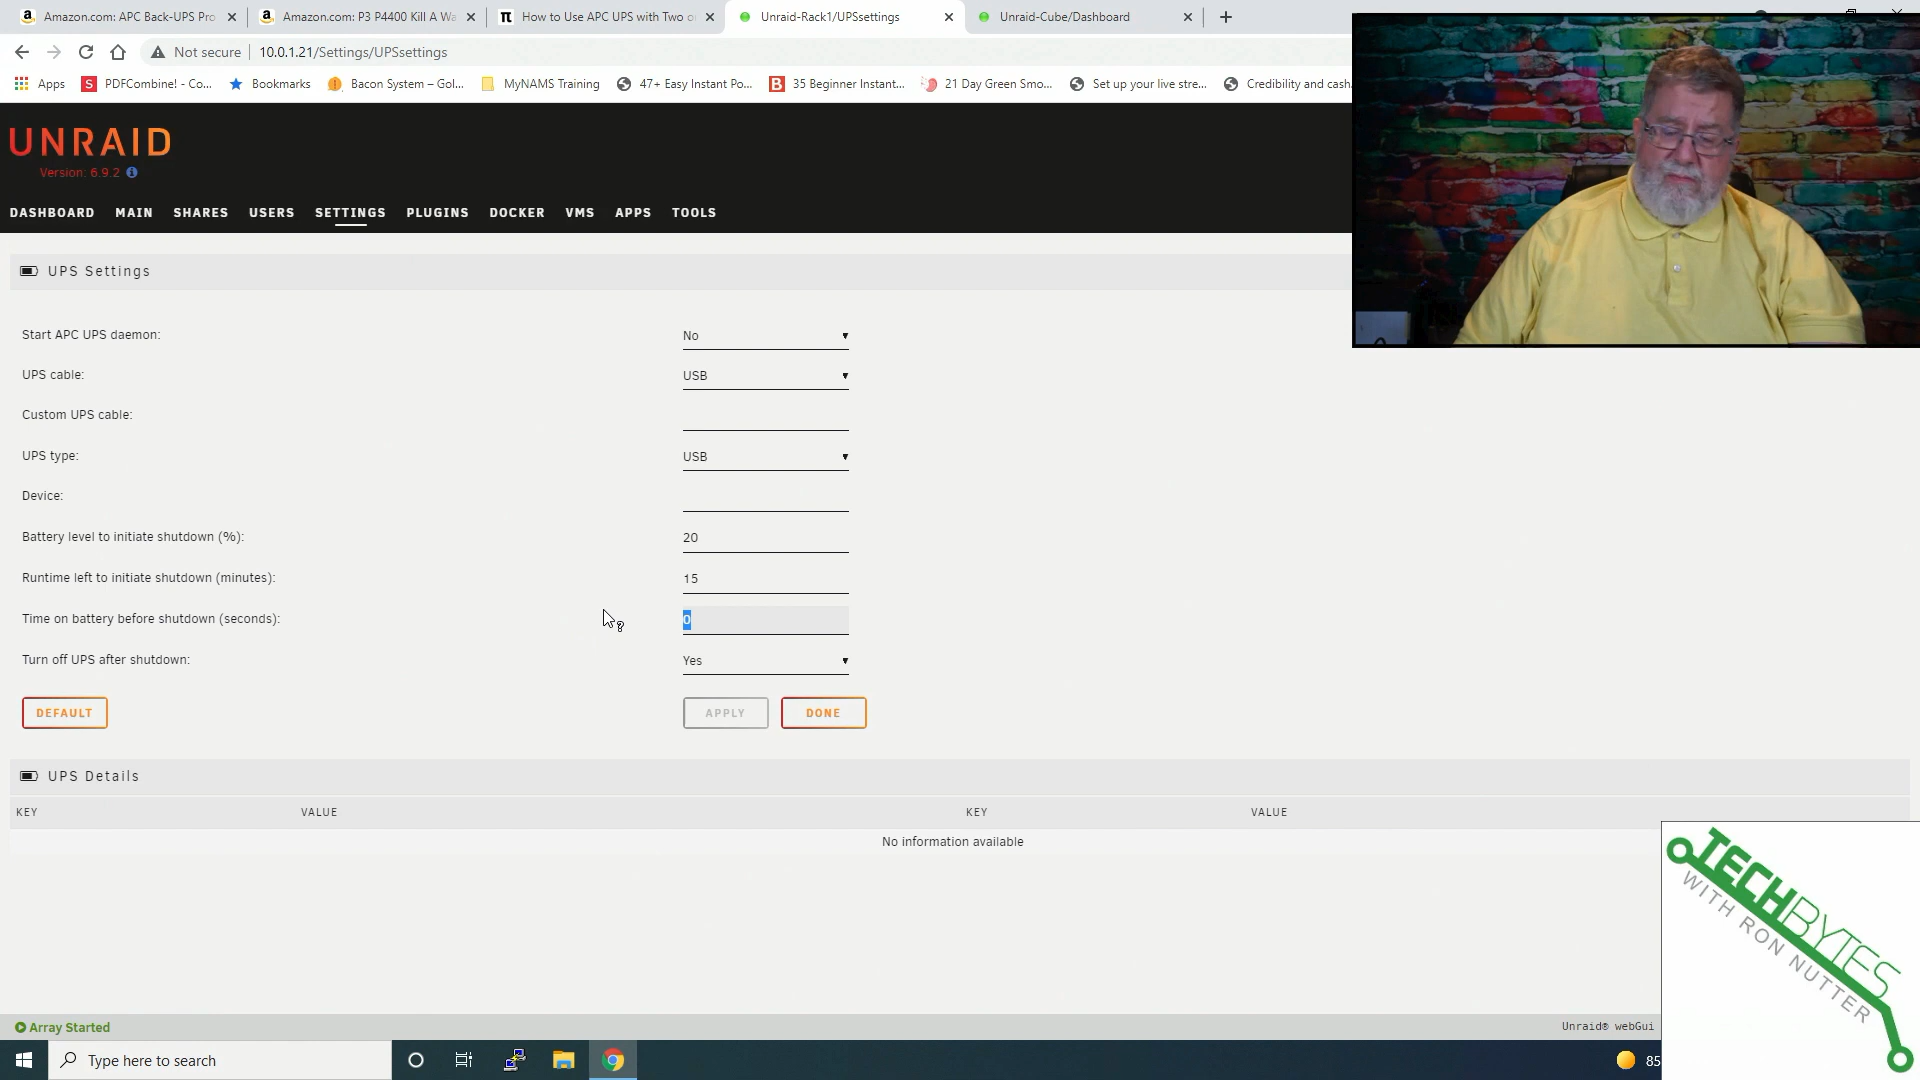 Amazon.com: APC Back-UPS Pro
Amazon.com: P3 P4400 Kill A Wa
How to Use APC UPS with Two o
Unraid-Rack1/UPSsettings
Unraid-Cube/Dashboard
Not secure
10.0.1.21/Settings/UPSsettings
Apps
PDFCombine! - Co...
Bookmarks
Bacon System – Gol...
MyNAMS Training
47+ Easy Instant Po...
35 Beginner Instant...
21 Day Green Smo...
Set up your live stre...
Credibility and cash
UNRAID
Version: 6.9.2
DASHBOARD MAIN SHARES USERS SETTINGS PLUGINS DOCKER VMS APPS TOOLS
UPS Settings
Start APC UPS daemon: No
UPS cable: USB
Custom UPS cable:
UPS type: USB
Device:
Battery level to initiate shutdown (%): 20
Runtime left to initiate shutdown (minutes): 15
Time on battery before shutdown (seconds): 0
Turn off UPS after shutdown: Yes
DEFAULT APPLY DONE
UPS Details
KEY VALUE KEY VALUE
No information available
Array Started
Unraid® webGui
Type here to search
85
TECHBYTES
WITH RON NUTTER